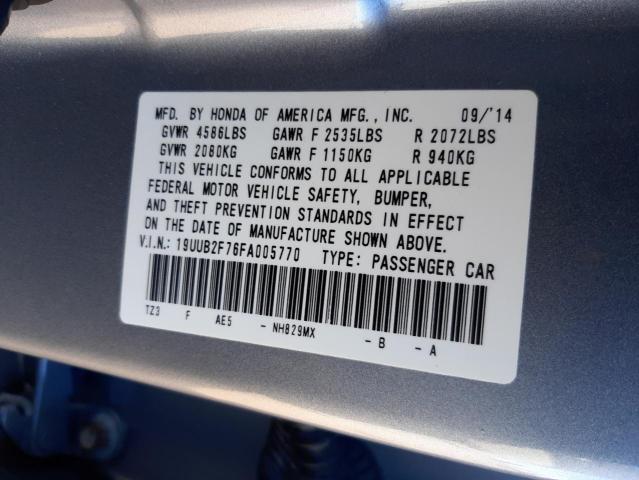 MFD. BY HONDA OF AMERICA MFG., INC. 09/'14
GVWR 4586LBS GAWR F 2535LBS R 2072LBS
GVWR 2080KG GAWR F 1150KG R 940KG
THIS VEHICLE CONFORMS TO ALL APPLICABLE
FEDERAL MOTOR VEHICLE SAFETY, BUMPER,
AND THEFT PREVENTION STANDARDS IN EFFECT
ON THE DATE OF MANUFACTURE SHOWN ABOVE.
V.I.N.: 19UUB2F76FA005770 TYPE: PASSENGER CAR
TZ3 F AE5 - NH829MX - B - A